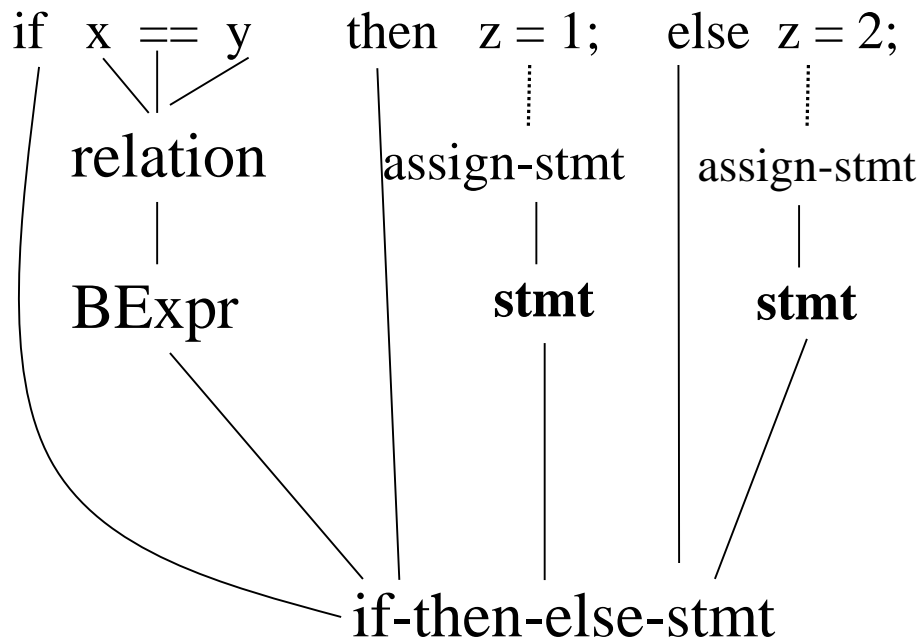 if x == y then z = 1; else z = 2;
relation assign-stmt assign-stmt
BExpr stmt stmt
if-then-else-stmt